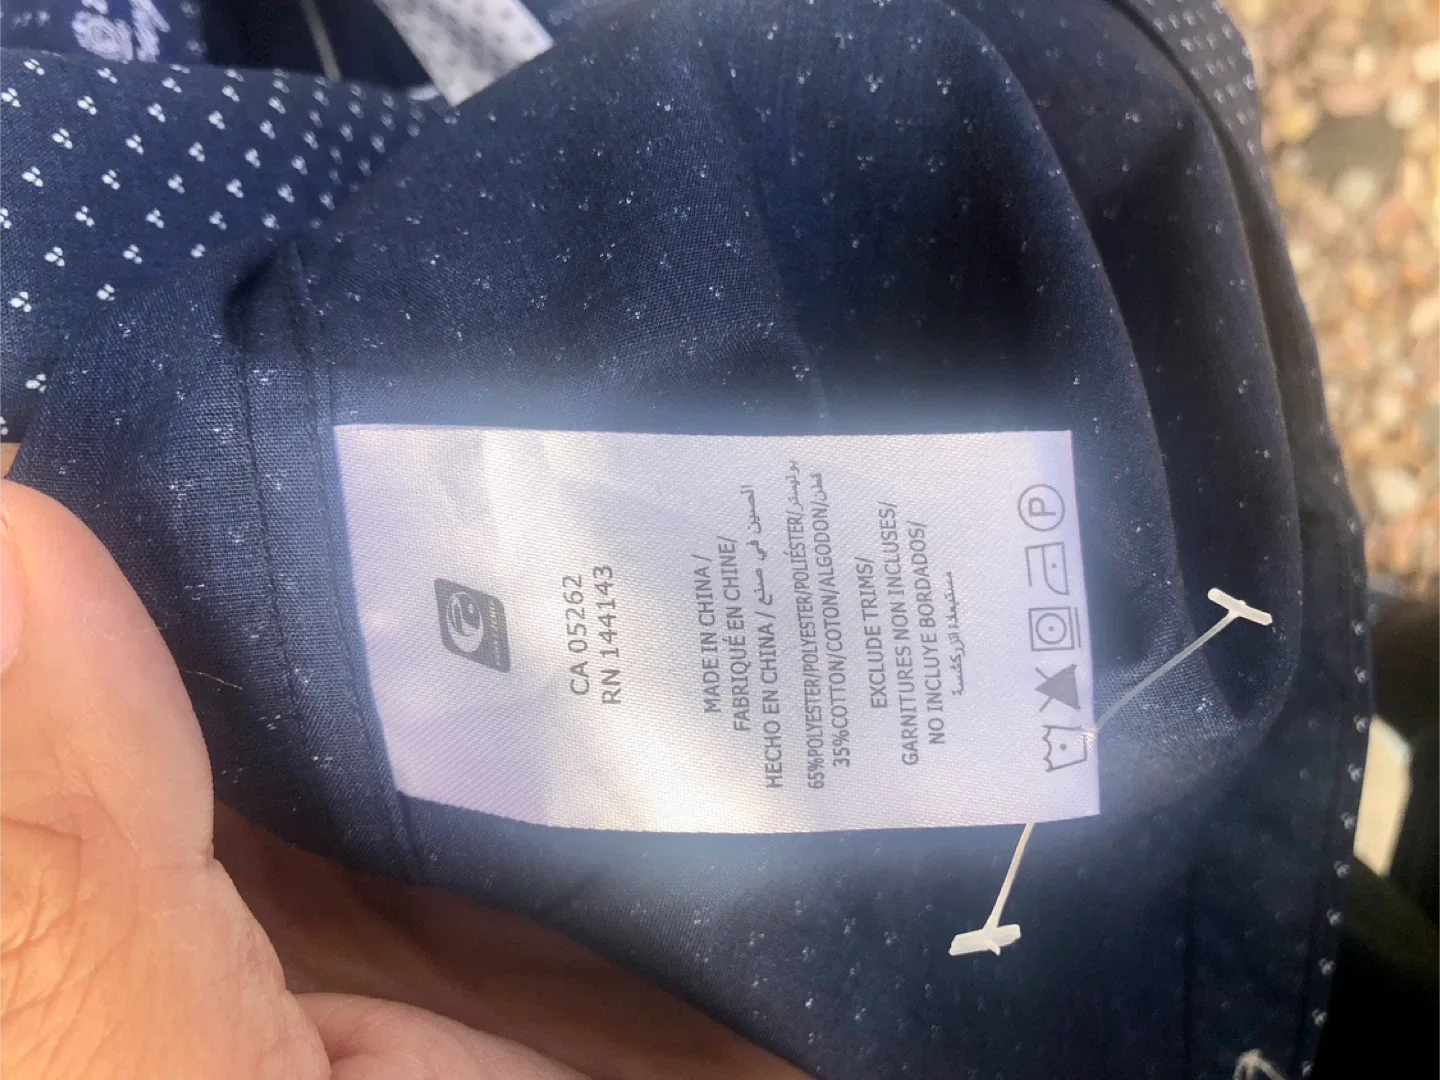 CA 05262
RN 144143
MADE IN CHINA/
FABRIQUÉ EN CHINE/
HECHO EN CHINA/ الصين في صنع
65%POLYESTER/POLYESTER/POLIÉSTER/بوليستر
35%COTTON/COTON/ALGODON/قطن
EXCLUDE TRIMS/
GARNITURES NON INCLUSES/
NO INCLUYE BORDADOS/
P